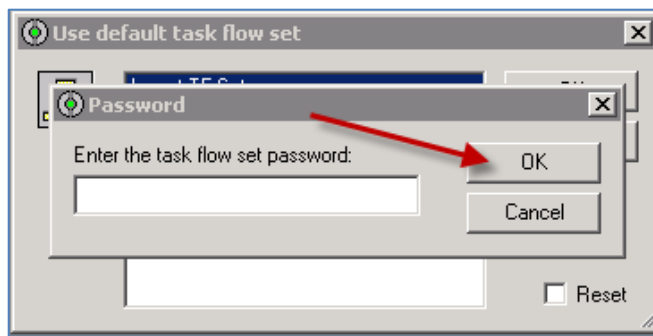 Use default task flow set
Password
Enter the task flow set password:
OK
Cancel
Reset